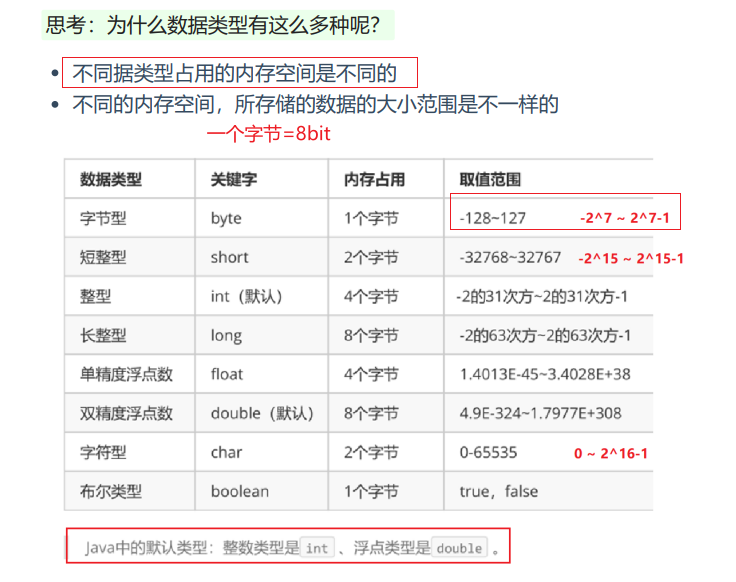 思考：为什么数据类型有这么多种呢？
不同据类型占用的内存空间是不同的
不同的内存空间，所存储的数据的大小范围是不一样的
一个字节=8bit
数据类型 关键字 内存占用 取值范围
字节型 byte 1个字节 -128~127 -2^7 ~ 2^7-1
短整型 short 2个字节 -32768~32767 -2^15 ~ 2^15-1
整型 int（默认） 4个字节 -2的31次方~2的31次方-1
长整型 long 8个字节 -2的63次方~2的63次方-1
单精度浮点数 float 4个字节 1.4013E-45~3.4028E+38
双精度浮点数 double（默认） 8个字节 4.9E-324~1.7977E+308
字符型 char 2个字节 0-65535 0 ~ 2^16-1
布尔类型 boolean 1个字节 true，false
Java中的默认类型：整数类型是 int 、浮点类型是 double 。